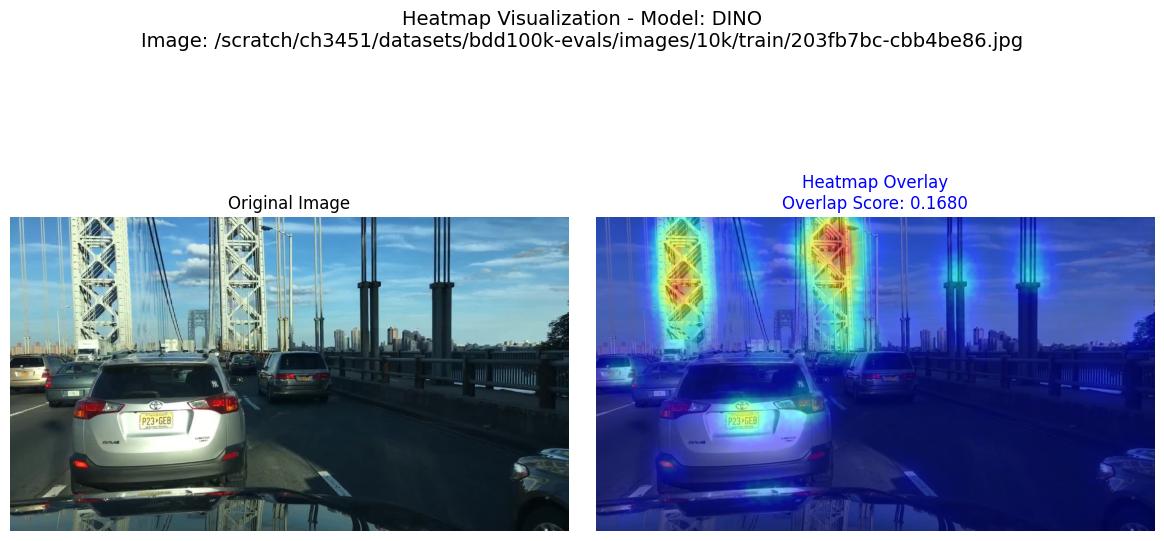 Heatmap Visualization - Model: DINO
Image: /scratch/ch3451/datasets/bdd100k-evals/images/10k/train/203fb7bc-cbb4be86.jpg
Original Image
Heatmap Overlay
Overlap Score: 0.1680
P23 GEB